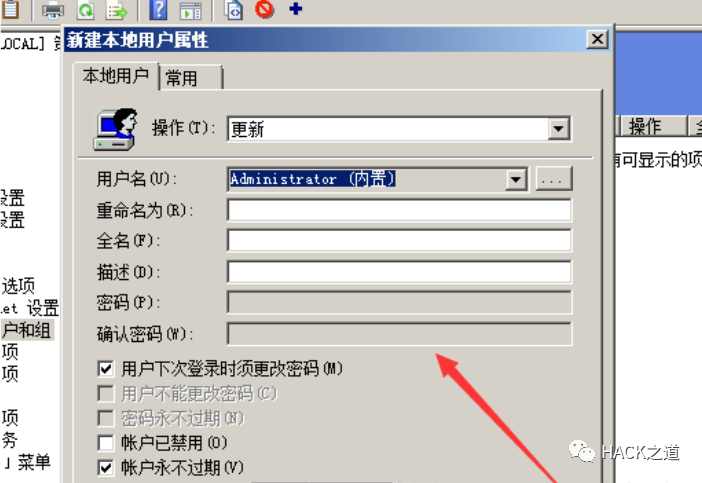 LOCAL]
新建本地用户属性
本地用户 常用
操作(T): 更新
操作
有可显示的项
用户名(U): Administrator (内置) ...
重命名为(R):
全名(F):
描述(D):
密码(P):
确认密码(W):
用户下次登录时须更改密码(M)
用户不能更改密码(C)
密码永不过期(N)
帐户已禁用(O)
帐户永不过期(V)
设置
设置
选项
et 设置
户和组
项
项
项
务
菜单
HACK之道